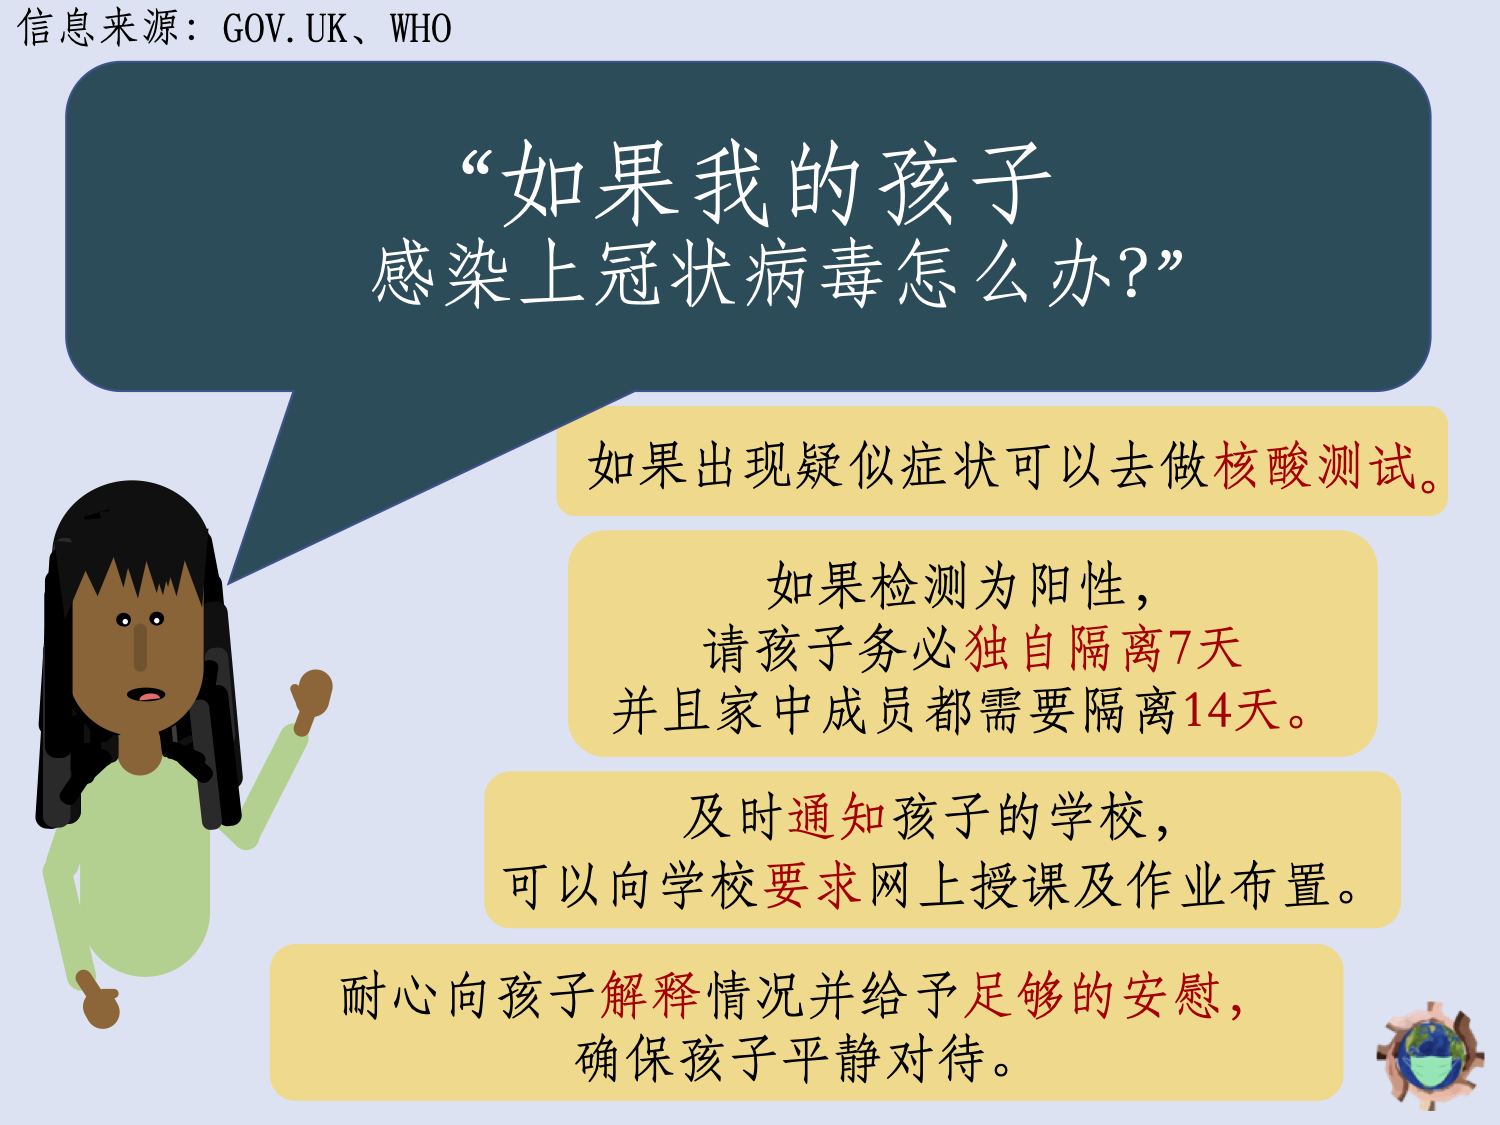 信息来源：GOV.UK、WHO
“如果我的孩子
感染上冠状病毒怎么办?”
如果出现疑似症状可以去做核酸测试。
如果检测为阳性，
请孩子务必独自隔离7天
并且家中成员都需要隔离14天。
及时通知孩子的学校，
可以向学校要求网上授课及作业布置。
耐心向孩子解释情况并给予足够的安慰，
确保孩子平静对待。